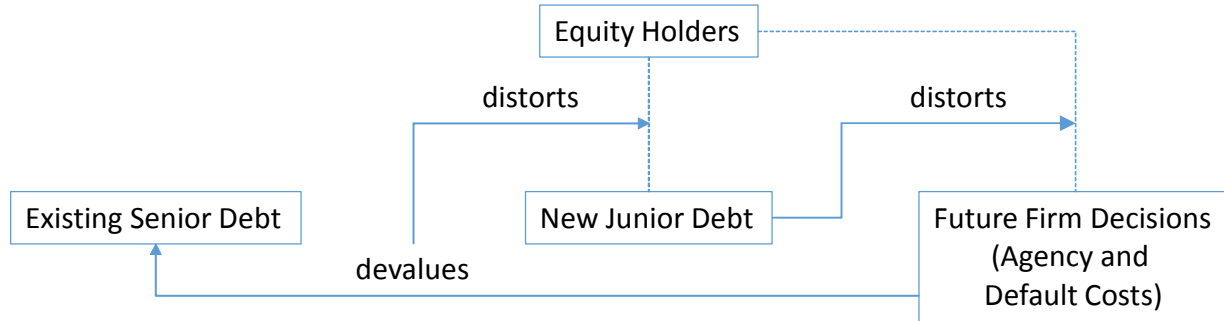 Equity Holders
distorts
distorts
Existing Senior Debt
New Junior Debt
Future Firm Decisions
(Agency and
Default Costs)
devalues